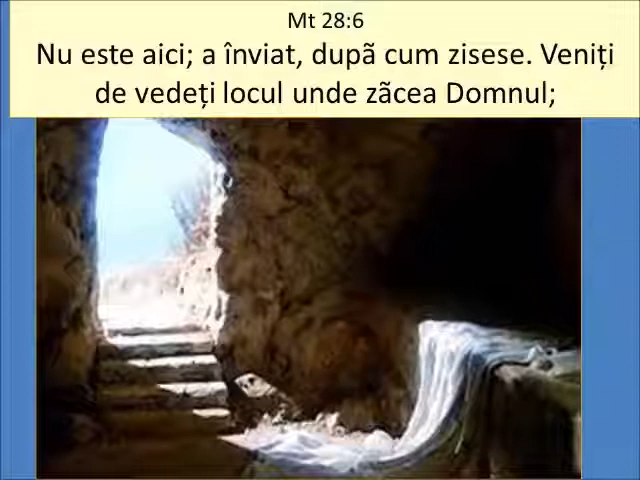 Mt 28:6
Nu este aici; a înviat, dupã cum zisese. Veniți
de vedeți locul unde zãcea Domnul;